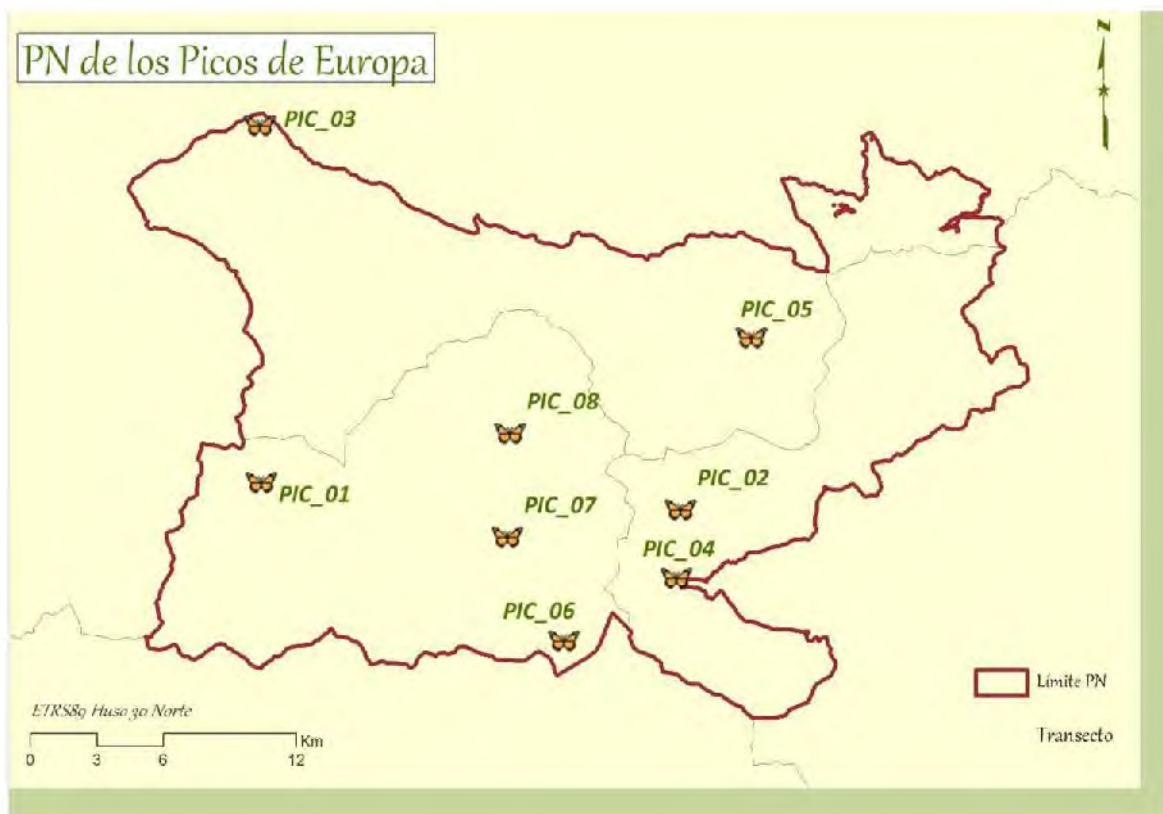 N
PN de los Picos de Europa
PIC_03
PIC_05
PIC_08
PIC_01
PIC_07
PIC_02
PIC_04
PIC_06
Límite PN
Transecto
ETRS89 Huso 30 Norte
Km
0 3 6 12